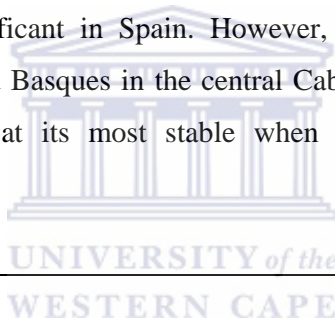 ficant in Spain. However,
Basques in the central Cab
at its most stable when
UNIVERSITY of the
WESTERN CAPE